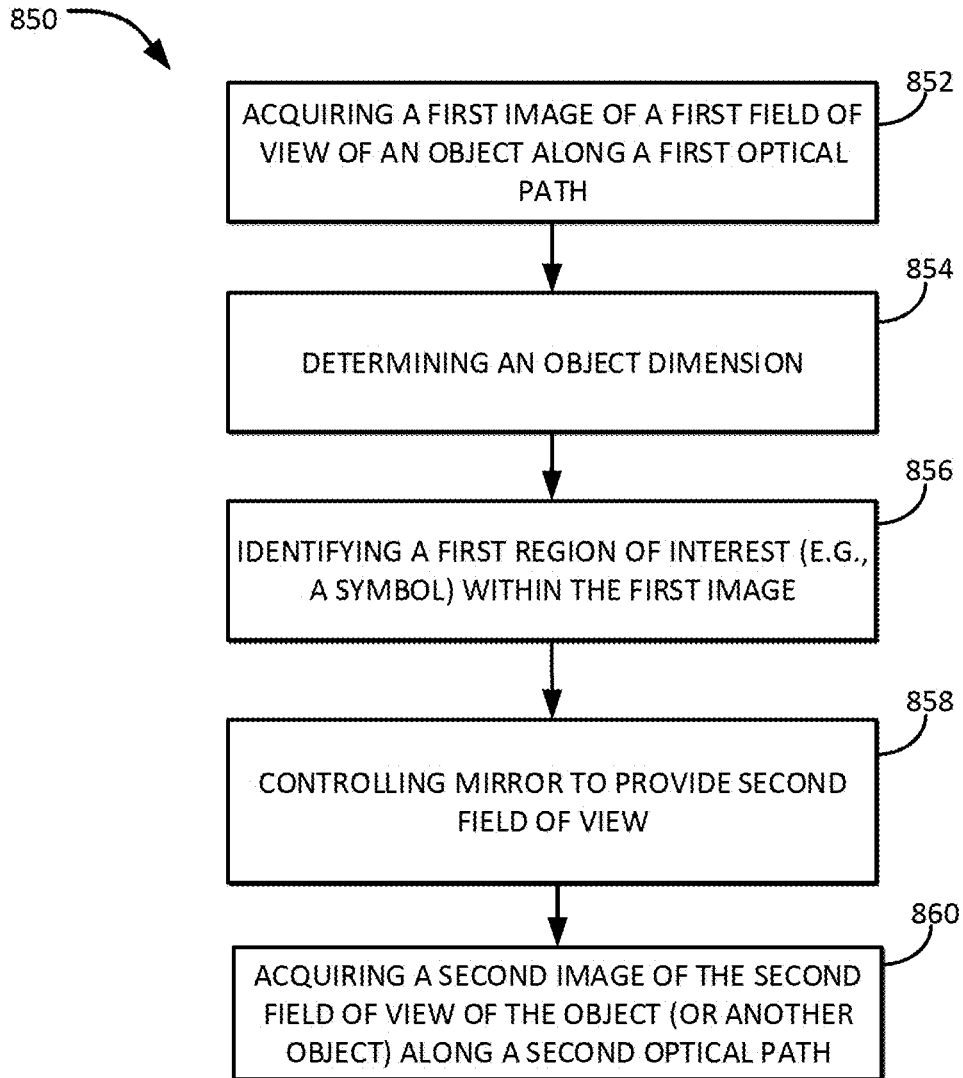 850
852
ACQUIRING A FIRST IMAGE OF A FIRST FIELD OF
VIEW OF AN OBJECT ALONG A FIRST OPTICAL
PATH
854
DETERMINING AN OBJECT DIMENSION
856
IDENTIFYING A FIRST REGION OF INTEREST (E.G.,
A SYMBOL) WITHIN THE FIRST IMAGE
858
CONTROLLING MIRROR TO PROVIDE SECOND
FIELD OF VIEW
860
ACQUIRING A SECOND IMAGE OF THE SECOND
FIELD OF VIEW OF THE OBJECT (OR ANOTHER
OBJECT) ALONG A SECOND OPTICAL PATH